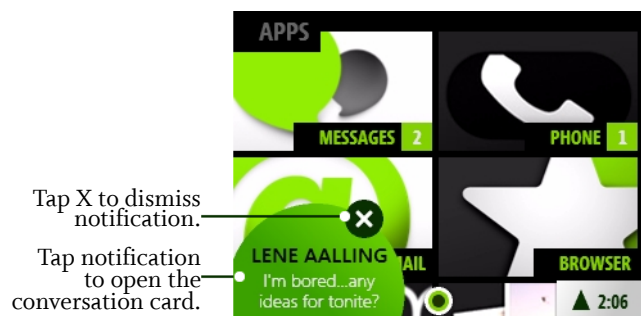 APPS
MESSAGES 2
PHONE 1
Tap X to dismiss
notification.
Tap notification
to open the
conversation card.
LENE AALLING
I'm bored...any
ideas for tonite?
AIL
BROWSER
2:06